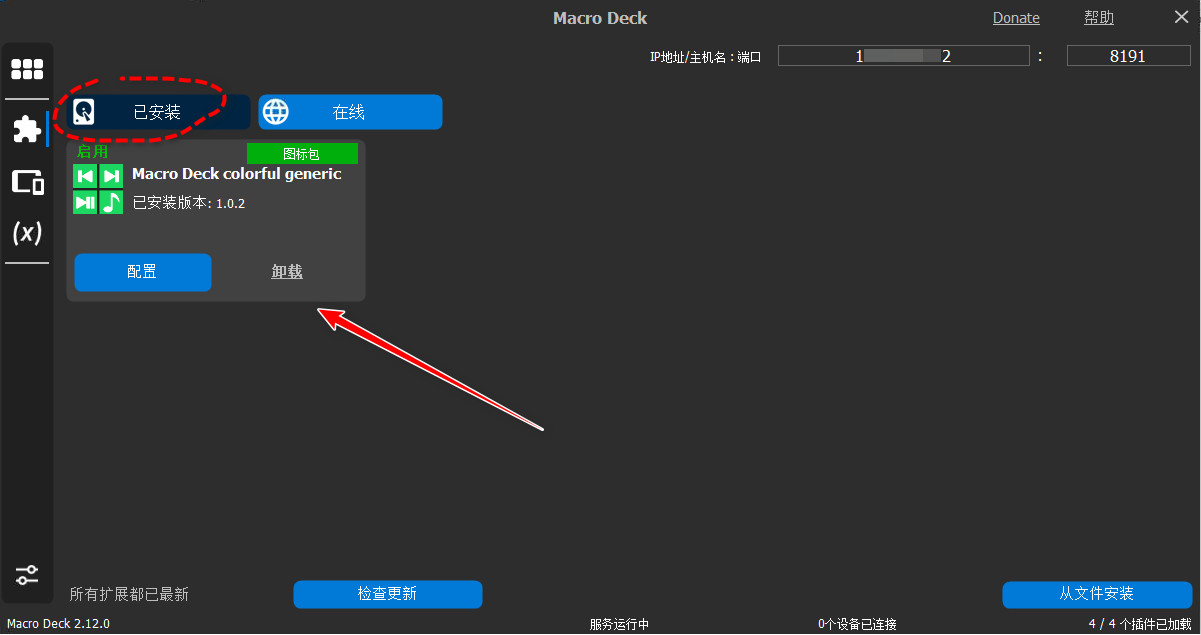 Macro Deck
Donate
帮助
IP地址/主机名 : 端口
1 2 : 8191
已安装
在线
启用
图标包
Macro Deck colorful generic
已安装版本: 1.0.2
配置
卸载
所有扩展都已最新
检查更新
从文件安装
Macro Deck 2.12.0
服务运行中
0个设备已连接
4 / 4 个插件已加载
(x)